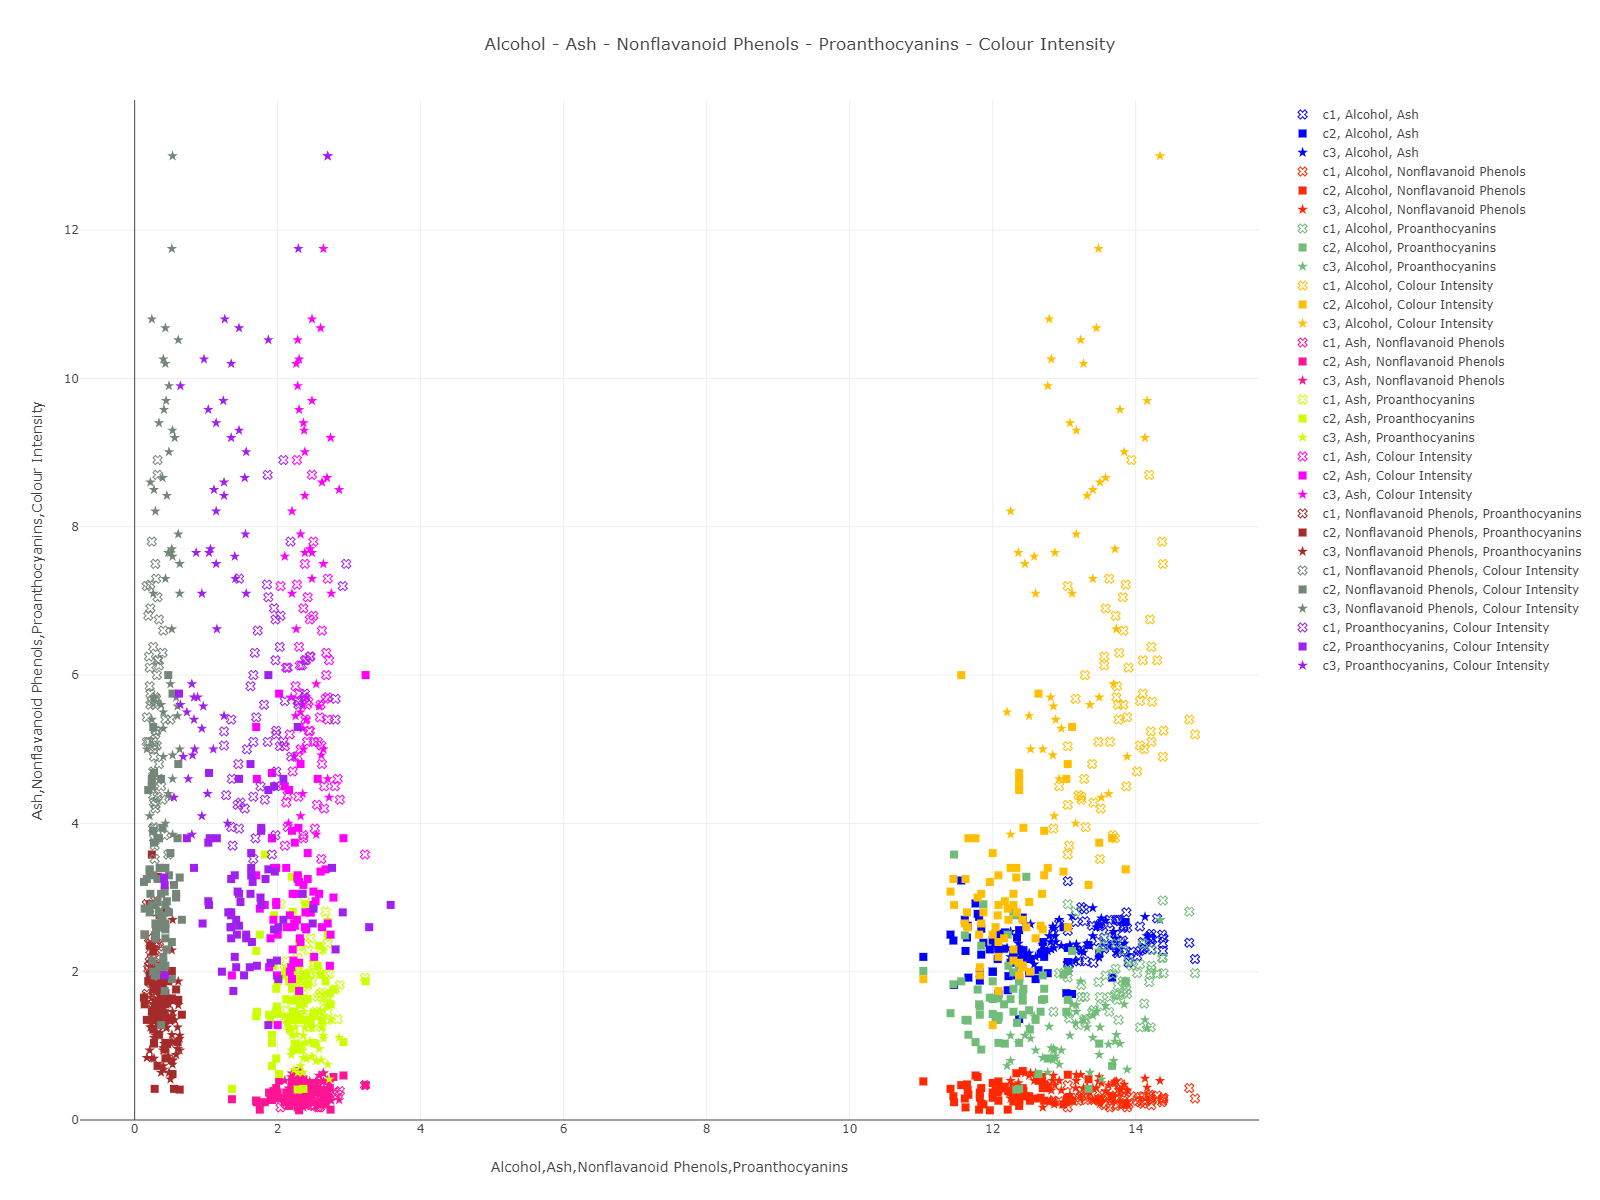 Alcohol - Ash - Nonflavanoid Phenols - Proanthocyanins - Colour Intensity
c1, Alcohol, Ash
c2, Alcohol, Ash
c3, Alcohol, Ash
c1, Alcohol, Nonflavanoid Phenols
c2, Alcohol, Nonflavanoid Phenols
c3, Alcohol, Nonflavanoid Phenols
c1, Alcohol, Proanthocyanins
c2, Alcohol, Proanthocyanins
c3, Alcohol, Proanthocyanins
c1, Alcohol, Colour Intensity
c2, Alcohol, Colour Intensity
c3, Alcohol, Colour Intensity
c1, Ash, Nonflavanoid Phenols
c2, Ash, Nonflavanoid Phenols
c3, Ash, Nonflavanoid Phenols
c1, Ash, Proanthocyanins
c2, Ash, Proanthocyanins
c3, Ash, Proanthocyanins
c1, Ash, Colour Intensity
c2, Ash, Colour Intensity
c3, Ash, Colour Intensity
c1, Nonflavanoid Phenols, Proanthocyanins
c2, Nonflavanoid Phenols, Proanthocyanins
c3, Nonflavanoid Phenols, Proanthocyanins
c1, Nonflavanoid Phenols, Colour Intensity
c2, Nonflavanoid Phenols, Colour Intensity
c3, Nonflavanoid Phenols, Colour Intensity
c1, Proanthocyanins, Colour Intensity
c2, Proanthocyanins, Colour Intensity
c3, Proanthocyanins, Colour Intensity
12
10
8
6
4
2
0
Ash,Nonflavanoid Phenols,Proanthocyanins,Colour Intensity
0 2 4 6 8 10 12 14
Alcohol,Ash,Nonflavanoid Phenols,Proanthocyanins